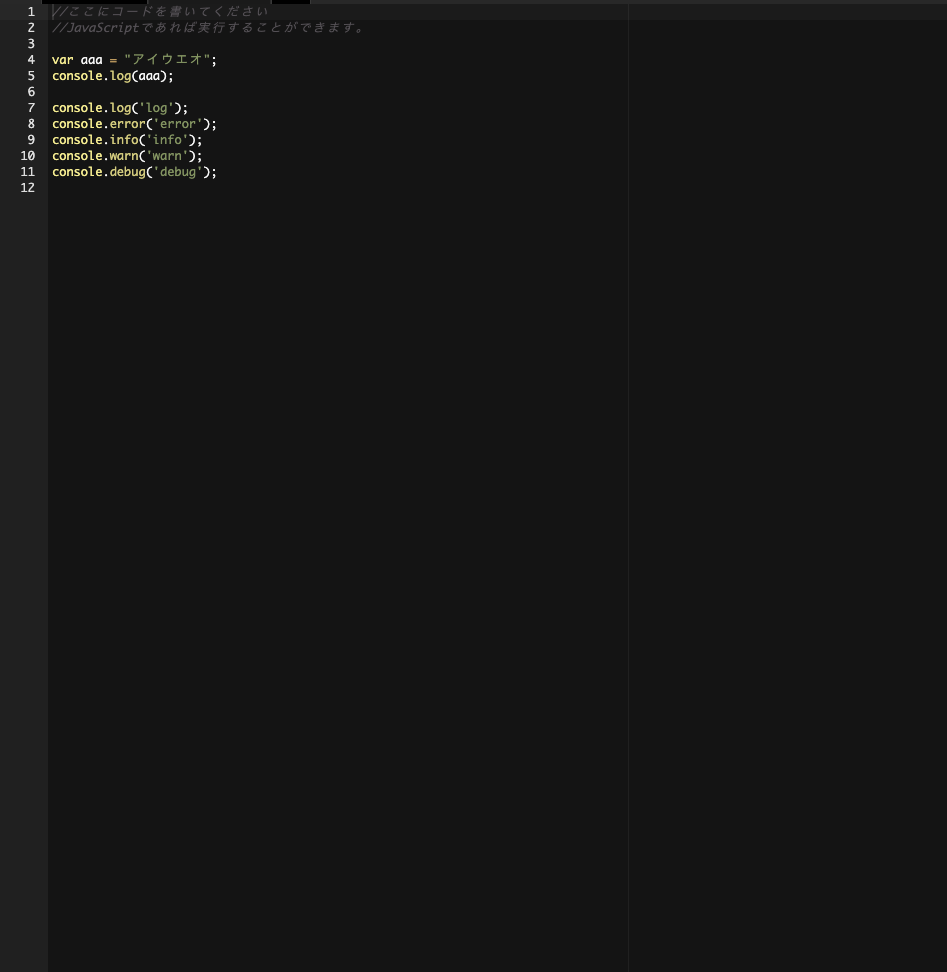 1 //ここにコードを書いてください
2 //JavaScriptであれば実行することができます。
3
4 var aaa = "アイウエオ";
5 console.log(aaa);
6
7 console.log('log');
8 console.error('error');
9 console.info('info');
10 console.warn('warn');
11 console.debug('debug');
12